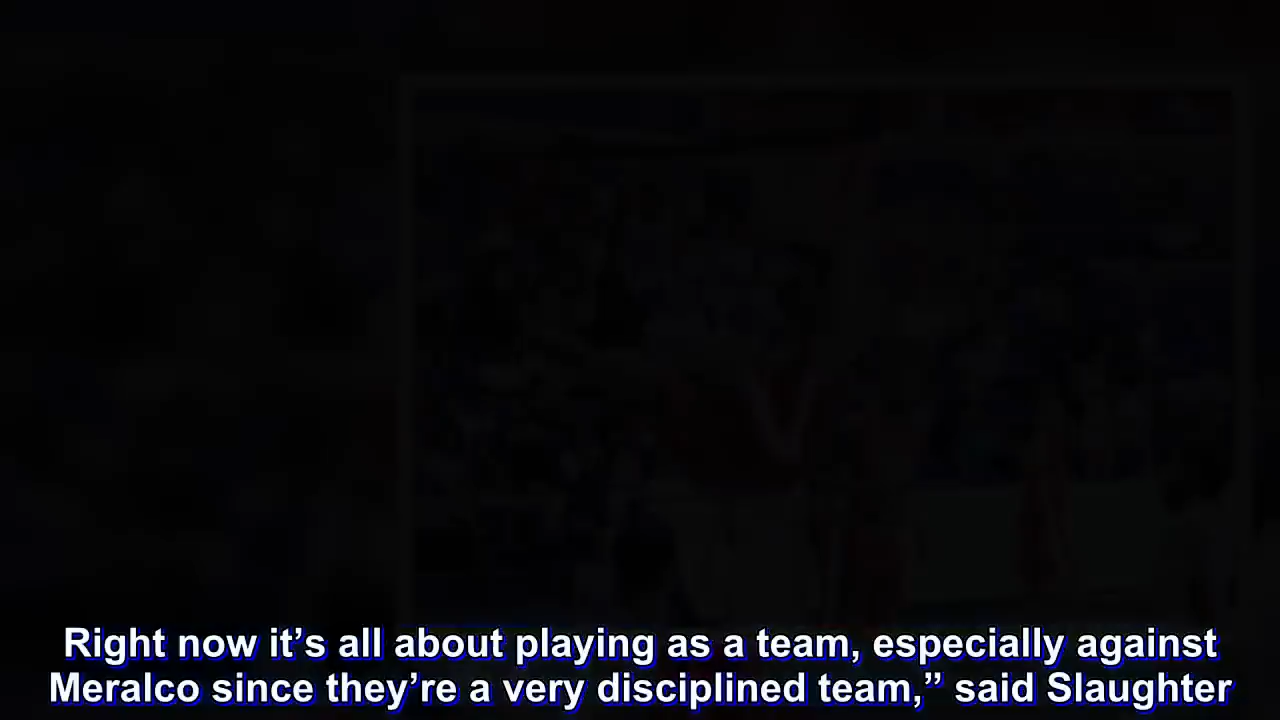 Right now it’s all about playing as a team, especially against
Meralco since they’re a very disciplined team,” said Slaughter